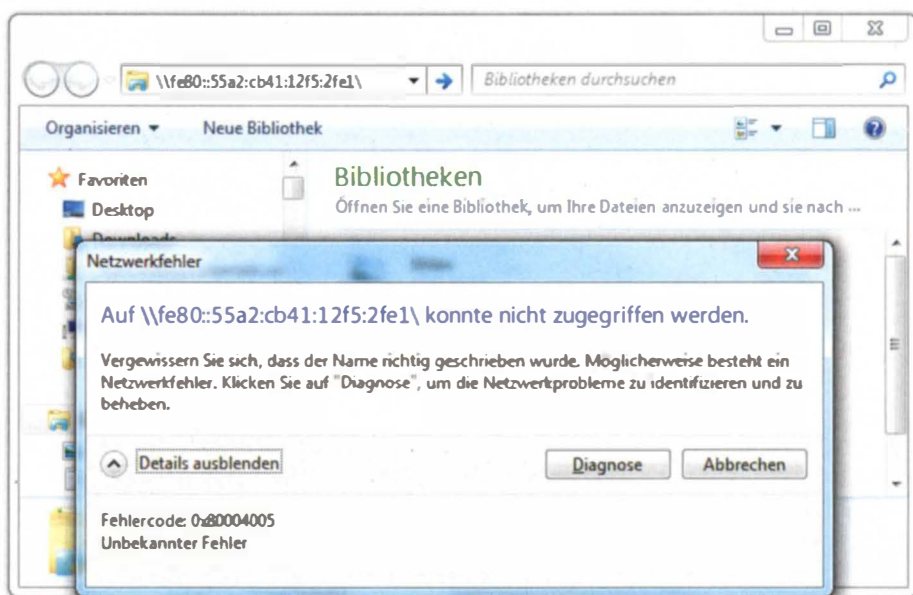 \\fe80::55a2:cb41:12f5:2fe1\
Bibliotheken durchsuchen
Organisieren Neue Bibliothek
Favoriten
Desktop
Downloads
Bibliotheken
Öffnen Sie eine Bibliothek, um Ihre Dateien anzuzeigen und sie nach ...
Netzwerkfehler
Auf \\fe80::55a2:cb41:12f5:2fe1\ konnte nicht zugegriffen werden.
Vergewissern Sie sich, dass der Name richtig geschrieben wurde. Möglicherweise besteht ein
Netzwerkfehler. Klicken Sie auf "Diagnose", um die Netzwerkprobleme zu identifizieren und zu
beheben.
Details ausblenden
Diagnose
Abbrechen
Fehlercode: 0x80004005
Unbekannter Fehler